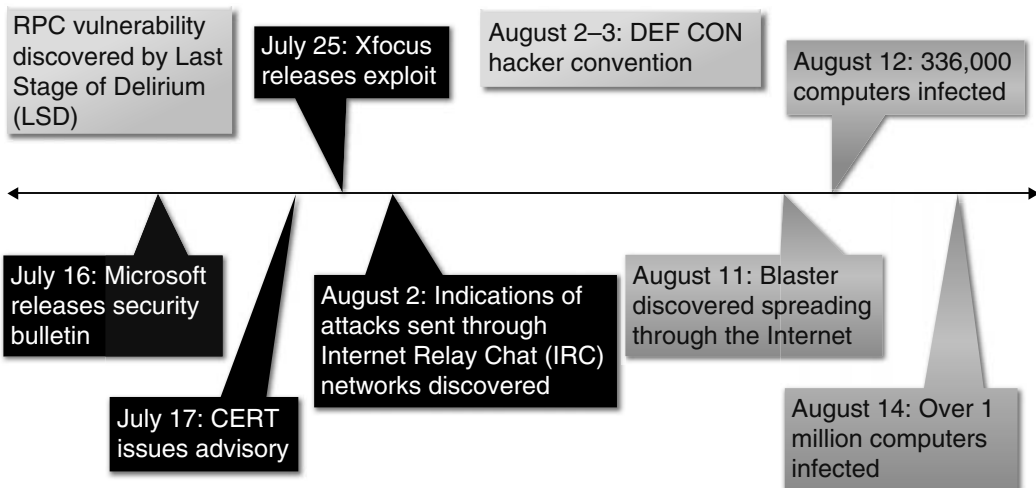 RPC vulnerability
discovered by Last
Stage of Delirium
(LSD)
July 25: Xfocus
releases exploit
August 2–3: DEF CON
hacker convention
August 12: 336,000
computers infected
July 16: Microsoft
releases security
bulletin
July 17: CERT
issues advisory
August 2: Indications of
attacks sent through
Internet Relay Chat (IRC)
networks discovered
August 11: Blaster
discovered spreading
through the Internet
August 14: Over 1
million computers
infected